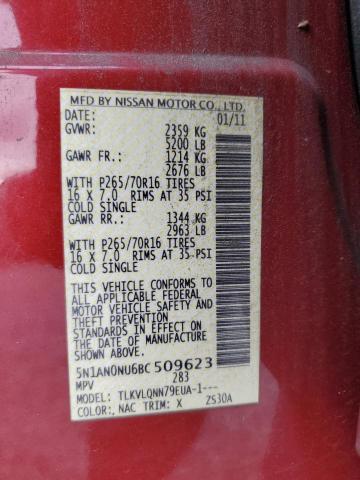 MFD BY NISSAN MOTOR CO., LTD.
DATE: 01/11
GVWR: 2359 KG
5200 LB
GAWR FR.: 1214 KG
2676 LB
WITH P265/70R16 TIRES
16 X 7.0 RIMS AT 35 PSI
COLD SINGLE
GAWR RR.: 1344 KG
2963 LB
WITH P265/70R16 TIRES
16 X 7.0 RIMS AT 35 PSI
COLD SINGLE
THIS VEHICLE CONFORMS TO
ALL APPLICABLE FEDERAL
MOTOR VEHICLE SAFETY AND
THEFT PREVENTION
STANDARDS IN EFFECT ON
THE DATE OF MANUFACTURE
SHOWN ABOVE.
5N1AN0NU6BC 509623
MPV 283
MODEL: TLKVLQNN79EUA-1---
COLOR:, NAC TRIM: X ZS30A